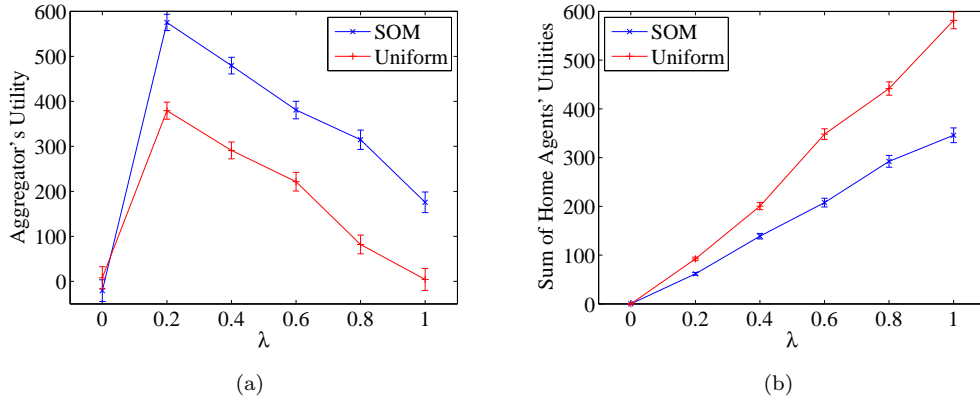 600
500
400
300
200
100
0
Aggregator's Utility
SOM
Uniform
0 0.2 0.4 0.6 0.8 1
λ
(a)
600
500
400
300
200
100
0
Sum of Home Agents' Utilities
SOM
Uniform
0 0.2 0.4 0.6 0.8 1
λ
(b)